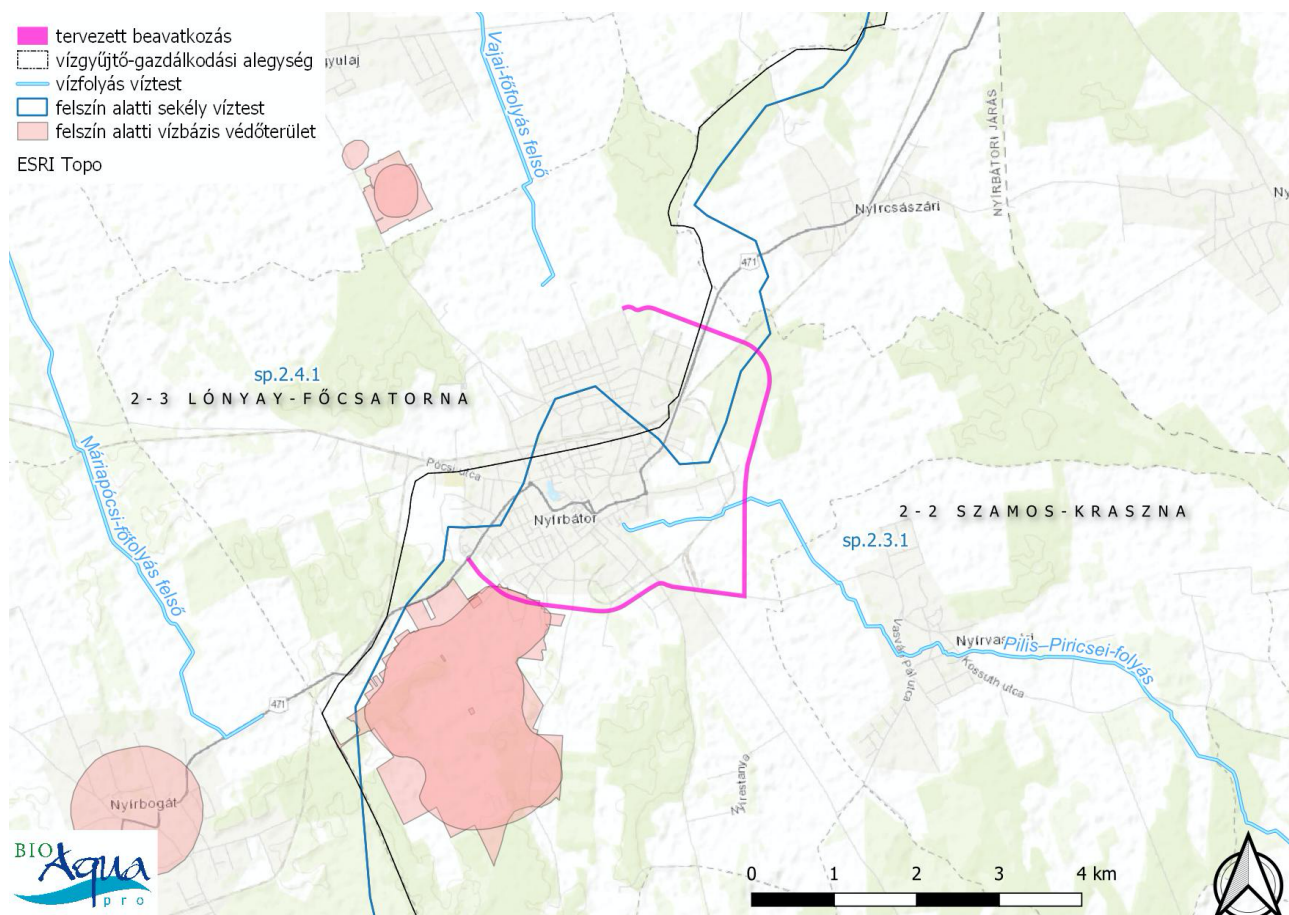 tervezett beavatkozás
vízgyűjtő-gazdálkodási alegység
vízfolyás víztest
felszín alatti sekély víztest
felszín alatti vízbázis védőterület
ESRI Topo
yulaj
Vajai-főfolyás felső
NYÍRBÁTORI JÁRÁS
Ny
Nyírcsászári
471
sp.2.4.1
2-3 LÓNYAY-FŐCSATORNA
Máriapócsi-főfolyás felső
Pócsi utca
Nyírbátor
2-2 SZAMOS-KRASZNA
sp.2.3.1
Vasvári Pál utca
Pilis–Piricsei-folyás
Kossuth utca
471
Nyírbogát
BIO
Aqua
pro
0 1 2 3 4 km